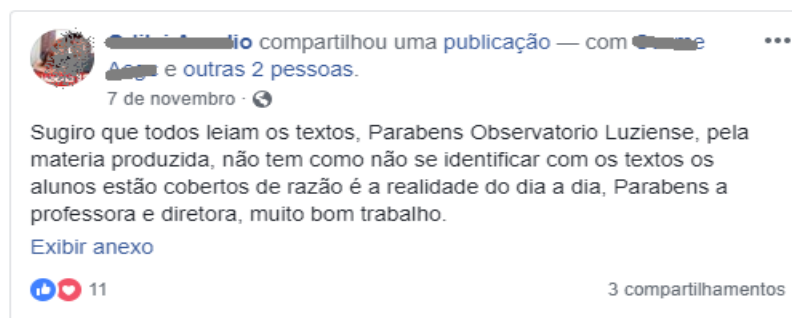 compartilhou uma publicação — com
e outras 2 pessoas.
7 de novembro ·
Sugiro que todos leiam os textos, Parabens Observatorio Luziense, pela
materia produzida, não tem como não se identificar com os textos os
alunos estão cobertos de razão é a realidade do dia a dia, Parabens a
professora e diretora, muito bom trabalho.
Exibir anexo
11 3 compartilhamentos